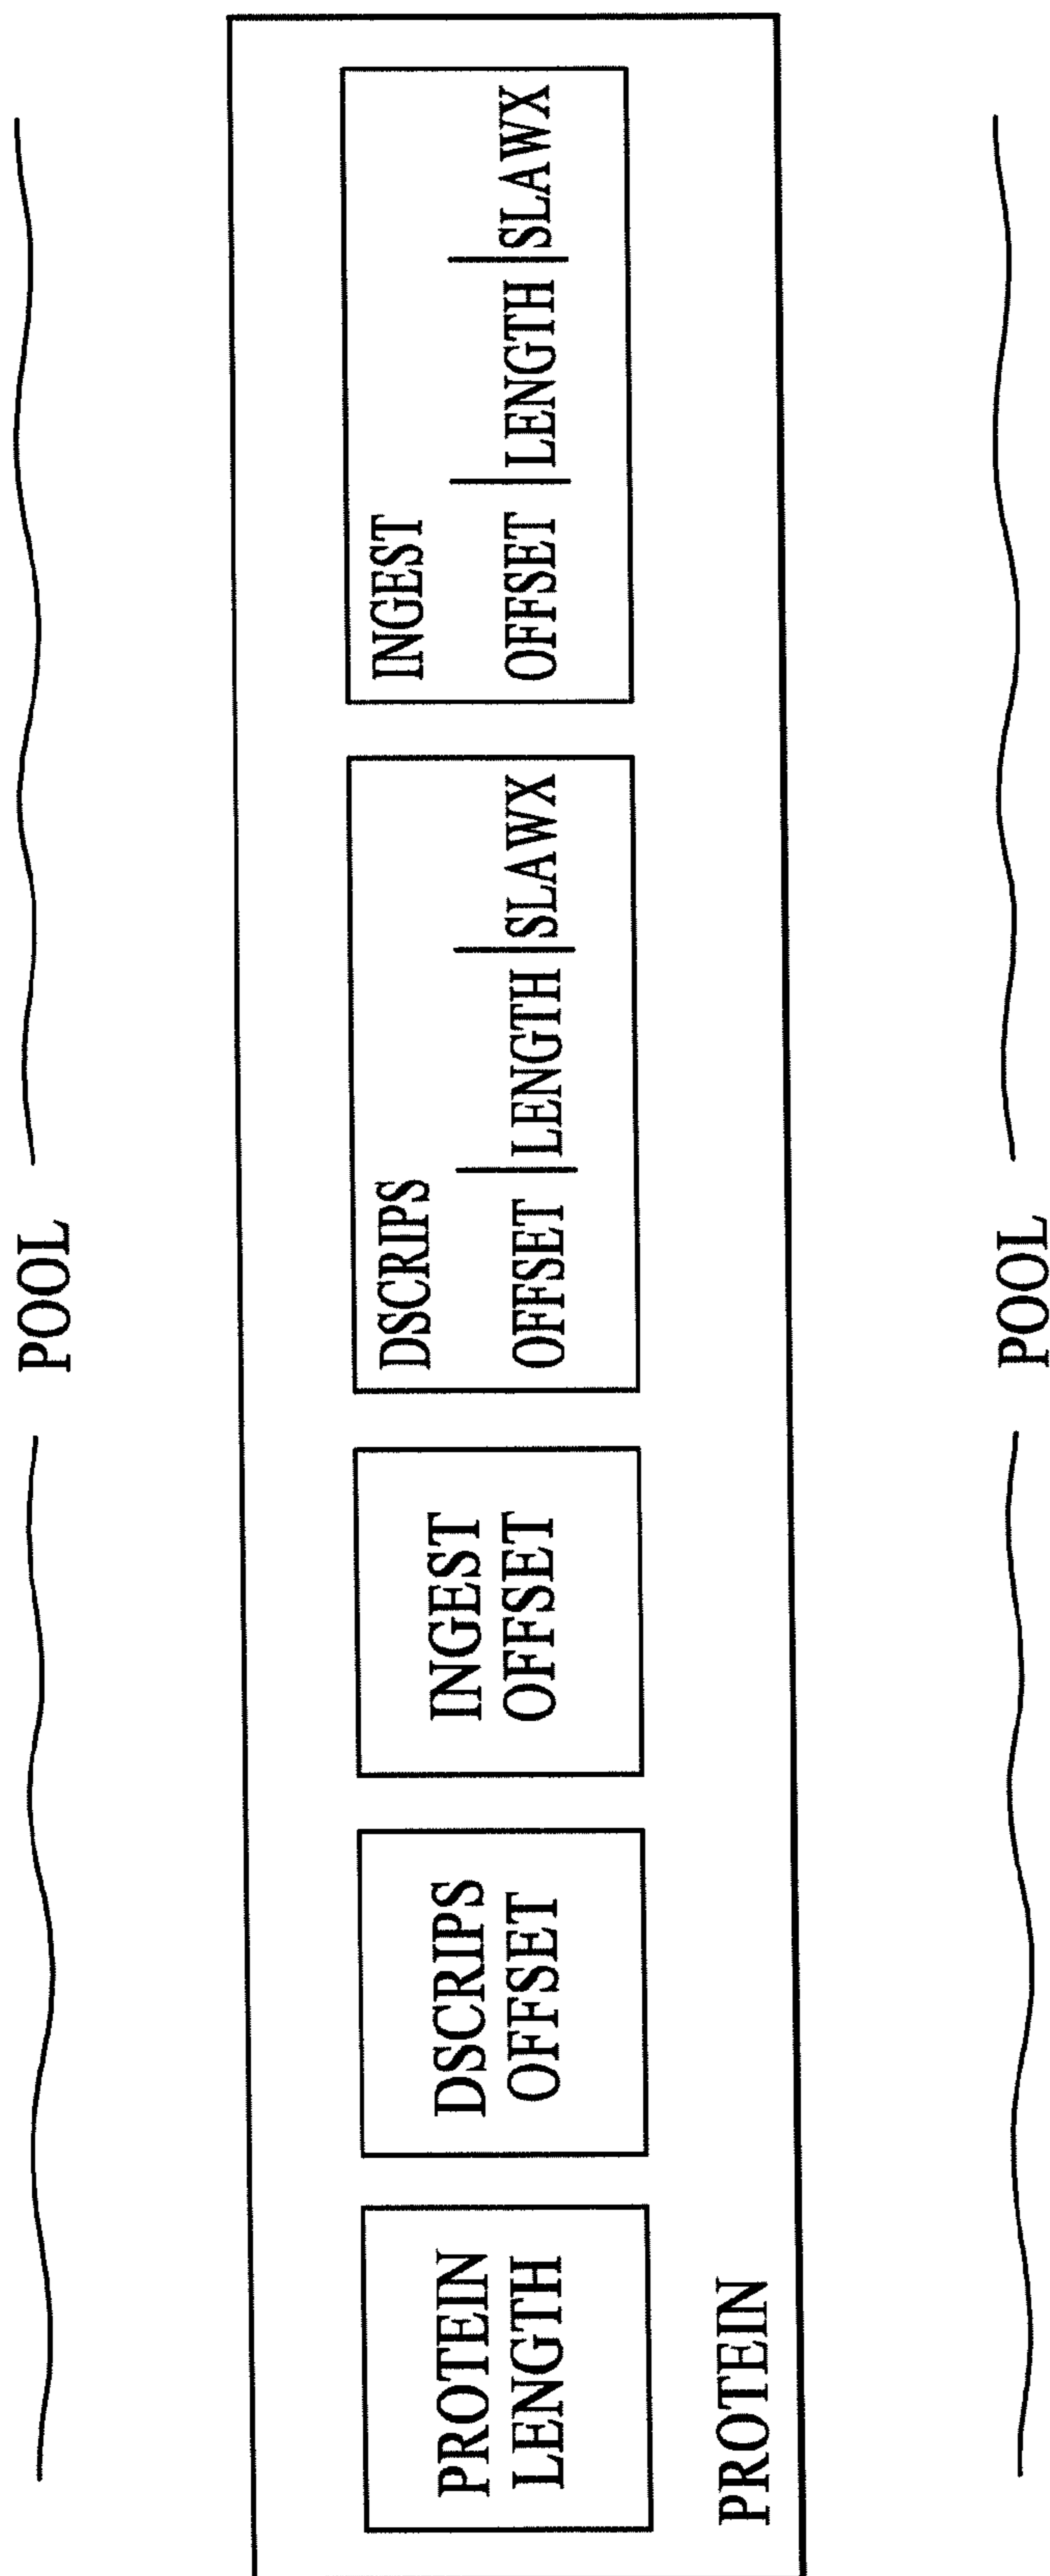 POOL
PROTEIN
LENGTH
DSCRIPS
OFFSET
INGEST
OFFSET
DSCRIPS
OFFSET LENGTH SLAWX
INGEST
OFFSET LENGTH SLAWX
PROTEIN
POOL